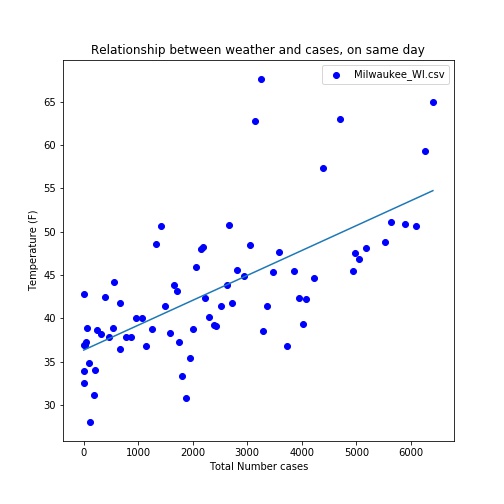 Relationship between weather and cases, on same day
Milwaukee_WI.csv
Temperature (F)
65
60
55
50
45
40
35
30
0 1000 2000 3000 4000 5000 6000
Total Number cases